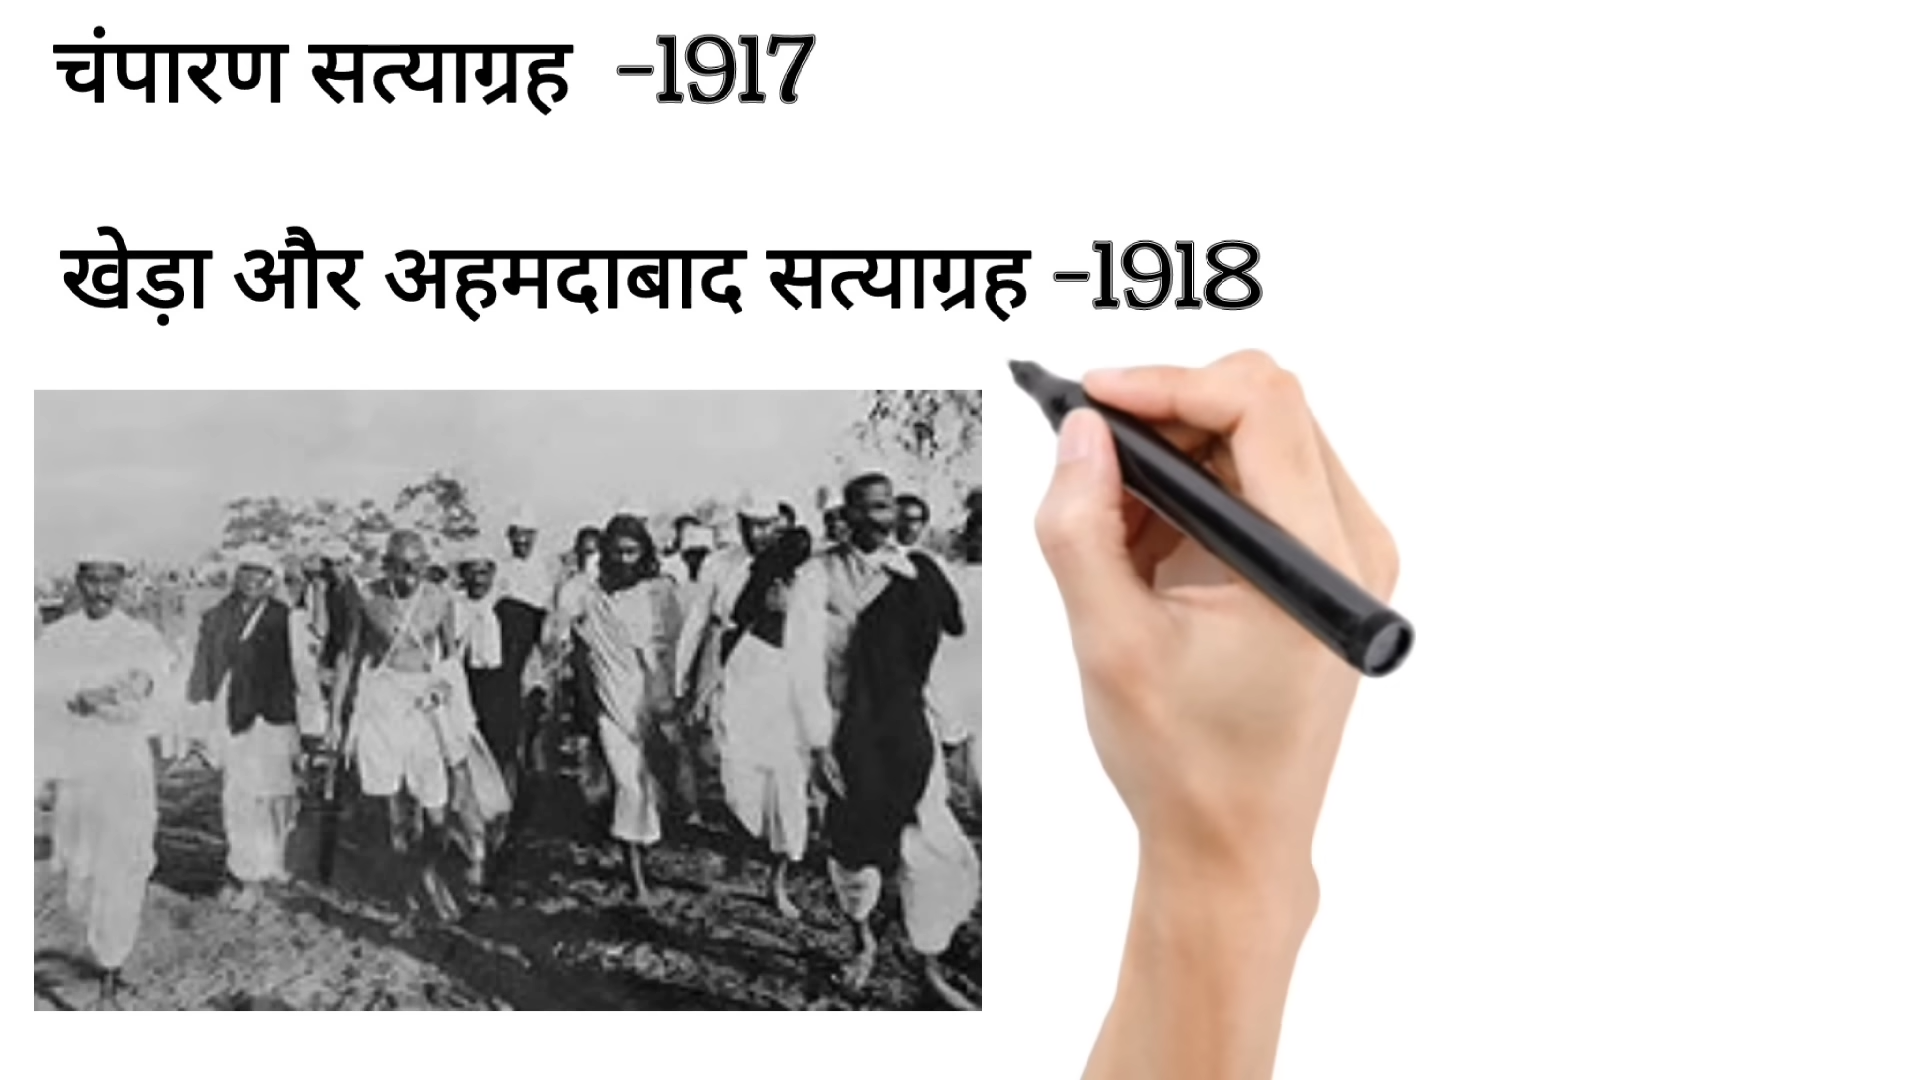 चंपारण सत्याग्रह -1917
खेड़ा और अहमदाबाद सत्याग्रह -1918